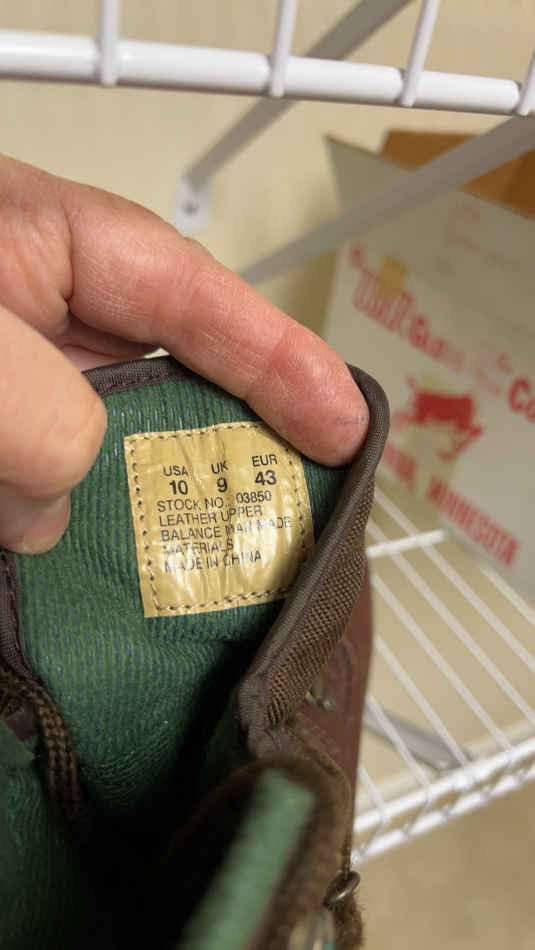 USA UK EUR
10 9 43
STOCK NO.: 03850
LEATHER UPPER
BALANCE MAN MADE
MATERIALS
MADE IN CHINA
Co
MINNESOTA